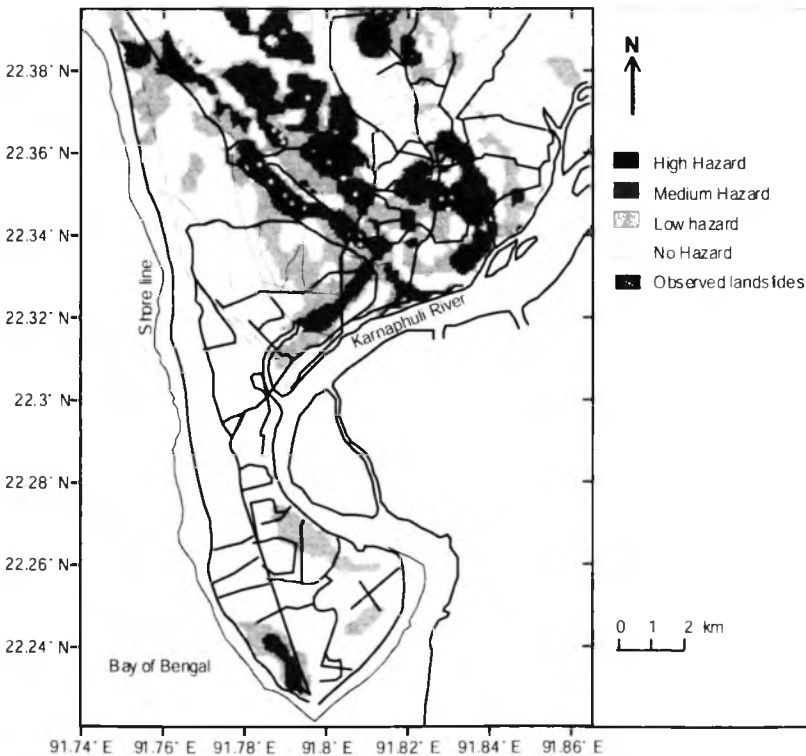 22.38° N
22.36° N
22.34° N
22.32° N
22.3° N
22.28° N
22.26° N
22.24° N
Shore line
Karnaphuli River
Bay of Bengal
91.74° E 91.76° E 91.78° E 91.8° E 91.82° E 91.84° E 91.86° E
N
High Hazard
Medium Hazard
Low hazard
No Hazard
Observed landslides
0 1 2 km